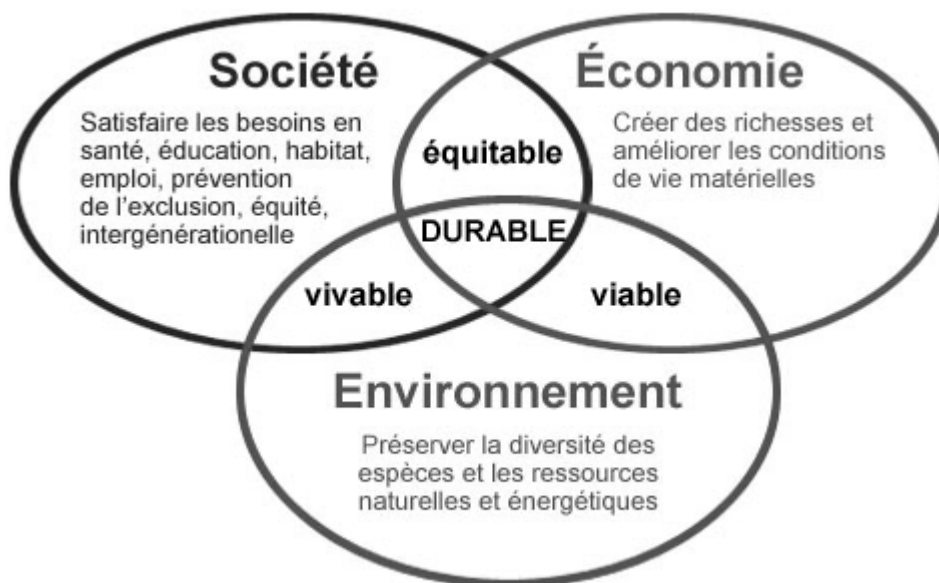 Société
Satisfaire les besoins en
santé, éducation, habitat,
emploi, prévention
de l'exclusion, équité,
intergénérationelle
Économie
Créer des richesses et
améliorer les conditions
de vie matérielles
équitable
DURABLE
vivable
viable
Environnement
Préserver la diversité des
espèces et les ressources
naturelles et énergétiques